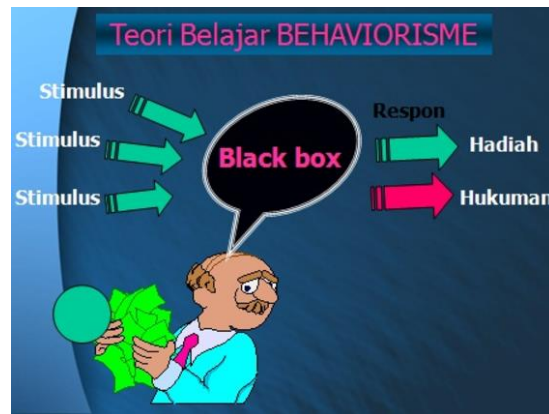 Teori Belajar BEHAVIORISME
Stimulus
Stimulus
Stimulus
Black box
Respon
Hadiah
Hukuman